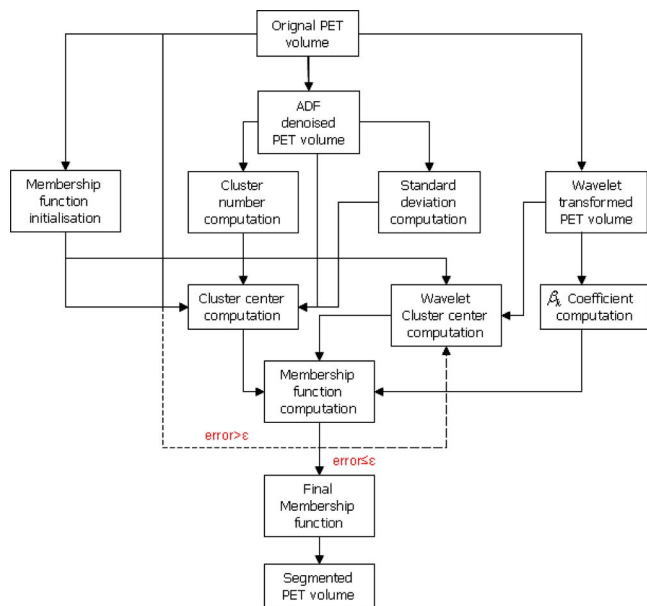 Orignal PET
volume
ADF
denoised
PET volume
Membership
function
initialisation
Cluster
number
computation
Standard
deviation
computation
Wavelet
transformed
PET volume
Cluster center
computation
Wavelet
Cluster center
computation
β̂k Coefficient
computation
Membership
function
computation
error>ε
error≤ε
Final
Membership
function
Segmented
PET volume